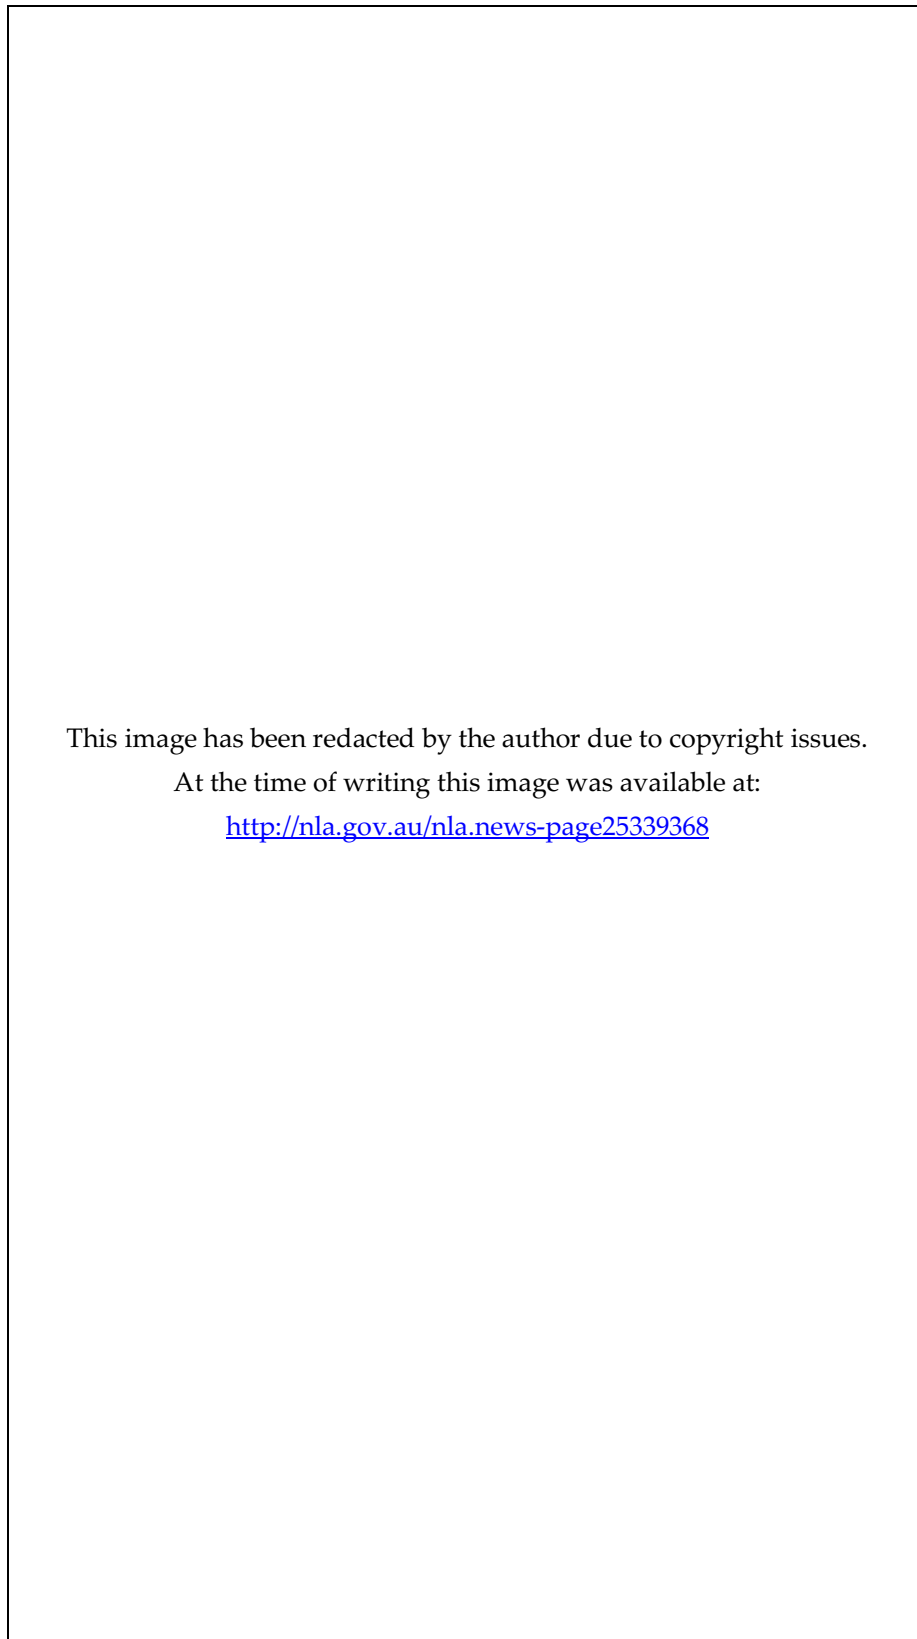 This image has been redacted by the author due to copyright issues.
At the time of writing this image was available at:
http://nla.gov.au/nla.news-page25339368